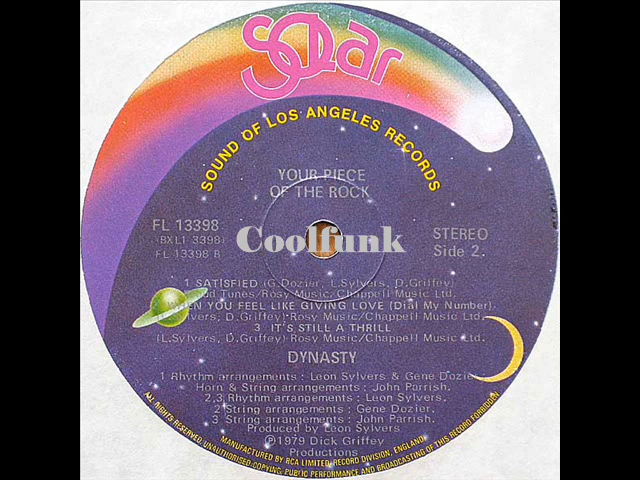 Solar
SOUND OF LOS ANGELES RECORDS
YOUR PIECE
OF THE ROCK
FL 13398
(BXL1 3398)
FL 13398 B
STEREO
Side 2.
Coolfunk
1 SATISFIED (G.Dozier, L.Sylvers, D.Griffey)
Tunes/Rosy Music/Chappell Music Ltd.
WHEN YOU FEEL LIKE GIVING LOVE (Dial My Number).
Sylvers, D.Griffey) Rosy Music/Chappell Music Ltd.
3 IT'S STILL A THRILL
(L.Sylvers, D.Griffey) Rosy Music/Chappell Music Ltd.
DYNASTY
1 Rhythm arrangements : Leon Sylvers & Gene Dozier
Horn & String arrangements : John Parrish.
2,3 Rhythm arrangements : Leon Sylvers.
2 String arrangements : Gene Dozier.
3 String arrangements : John Parrish.
Produced by Leon Sylvers
℗1979 Dick Griffey
Productions
MANUFACTURED BY RCA LIMITED, RECORD DIVISION, ENGLAND.
ALL RIGHTS RESERVED. UNAUTHORISED COPYING, PUBLIC PERFORMANCE AND BROADCASTING OF THIS RECORD FORBIDDEN